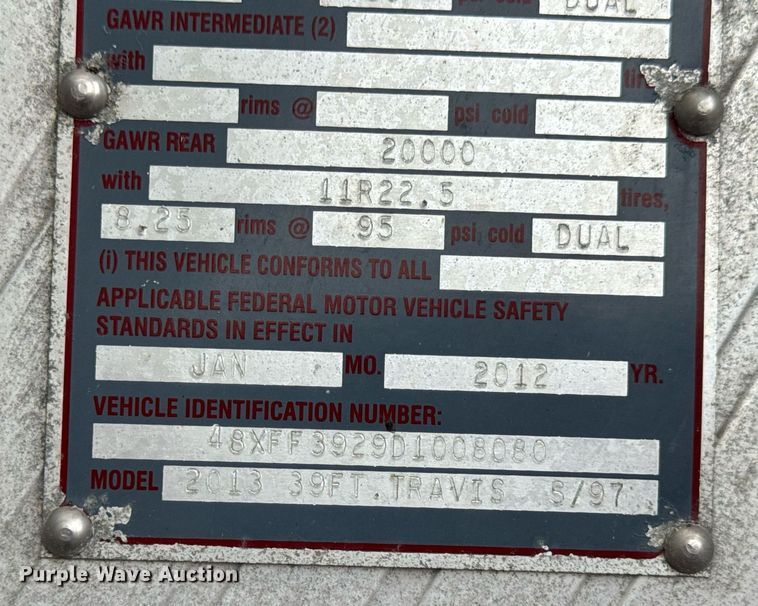 DUAL
GAWR INTERMEDIATE (2)
with tires,
rims @ psi cold
GAWR REAR 20000
with 11R22.5 tires,
8.25 rims @ 95 psi cold DUAL
(i) THIS VEHICLE CONFORMS TO ALL
APPLICABLE FEDERAL MOTOR VEHICLE SAFETY
STANDARDS IN EFFECT IN
JAN MO. 2012 YR.
VEHICLE IDENTIFICATION NUMBER:
48XFF3929D1008080
MODEL 2013 39FT.TRAVIS S/97
Purple Wave Auction